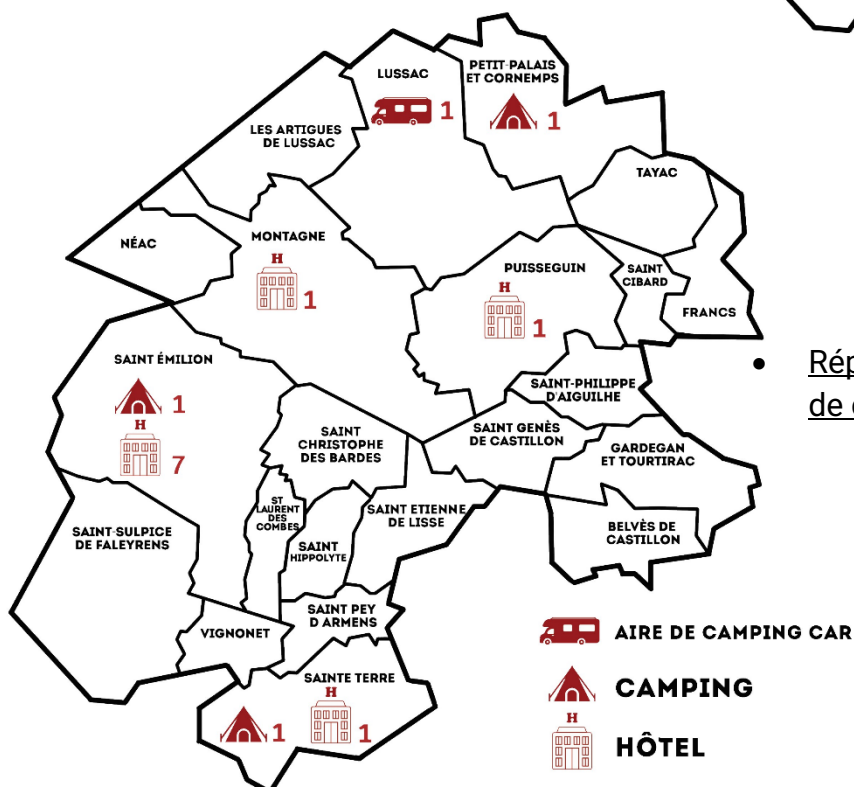 LUSSAC
1
PETIT-PALAIS
ET CORNEMPS
1
LES ARTIGUES
DE LUSSAC
TAYAC
NÉAC
MONTAGNE
H
1
PUISSEGUIN
H
1
SAINT
CIBARD
FRANCS
SAINT ÉMILION
1
H
7
SAINT-PHILIPPE
D'AIGUILHE
• Rép
de
SAINT
CHRISTOPHE
DES BARDES
SAINT GENÈS
DE CASTILLON
GARDEGAN
ET TOURTIRAC
ST
LAURENT
DES
COMBES
SAINT ETIENNE
DE LISSE
SAINT-SULPICE
DE FALEYRENS
SAINT
HIPPOLYTE
BELVÈS DE
CASTILLON
SAINT PEY
D ARMENS
VIGNONET
SAINTE TERRE
1
H
1
AIRE DE CAMPING CAR
CAMPING
H
HÔTEL